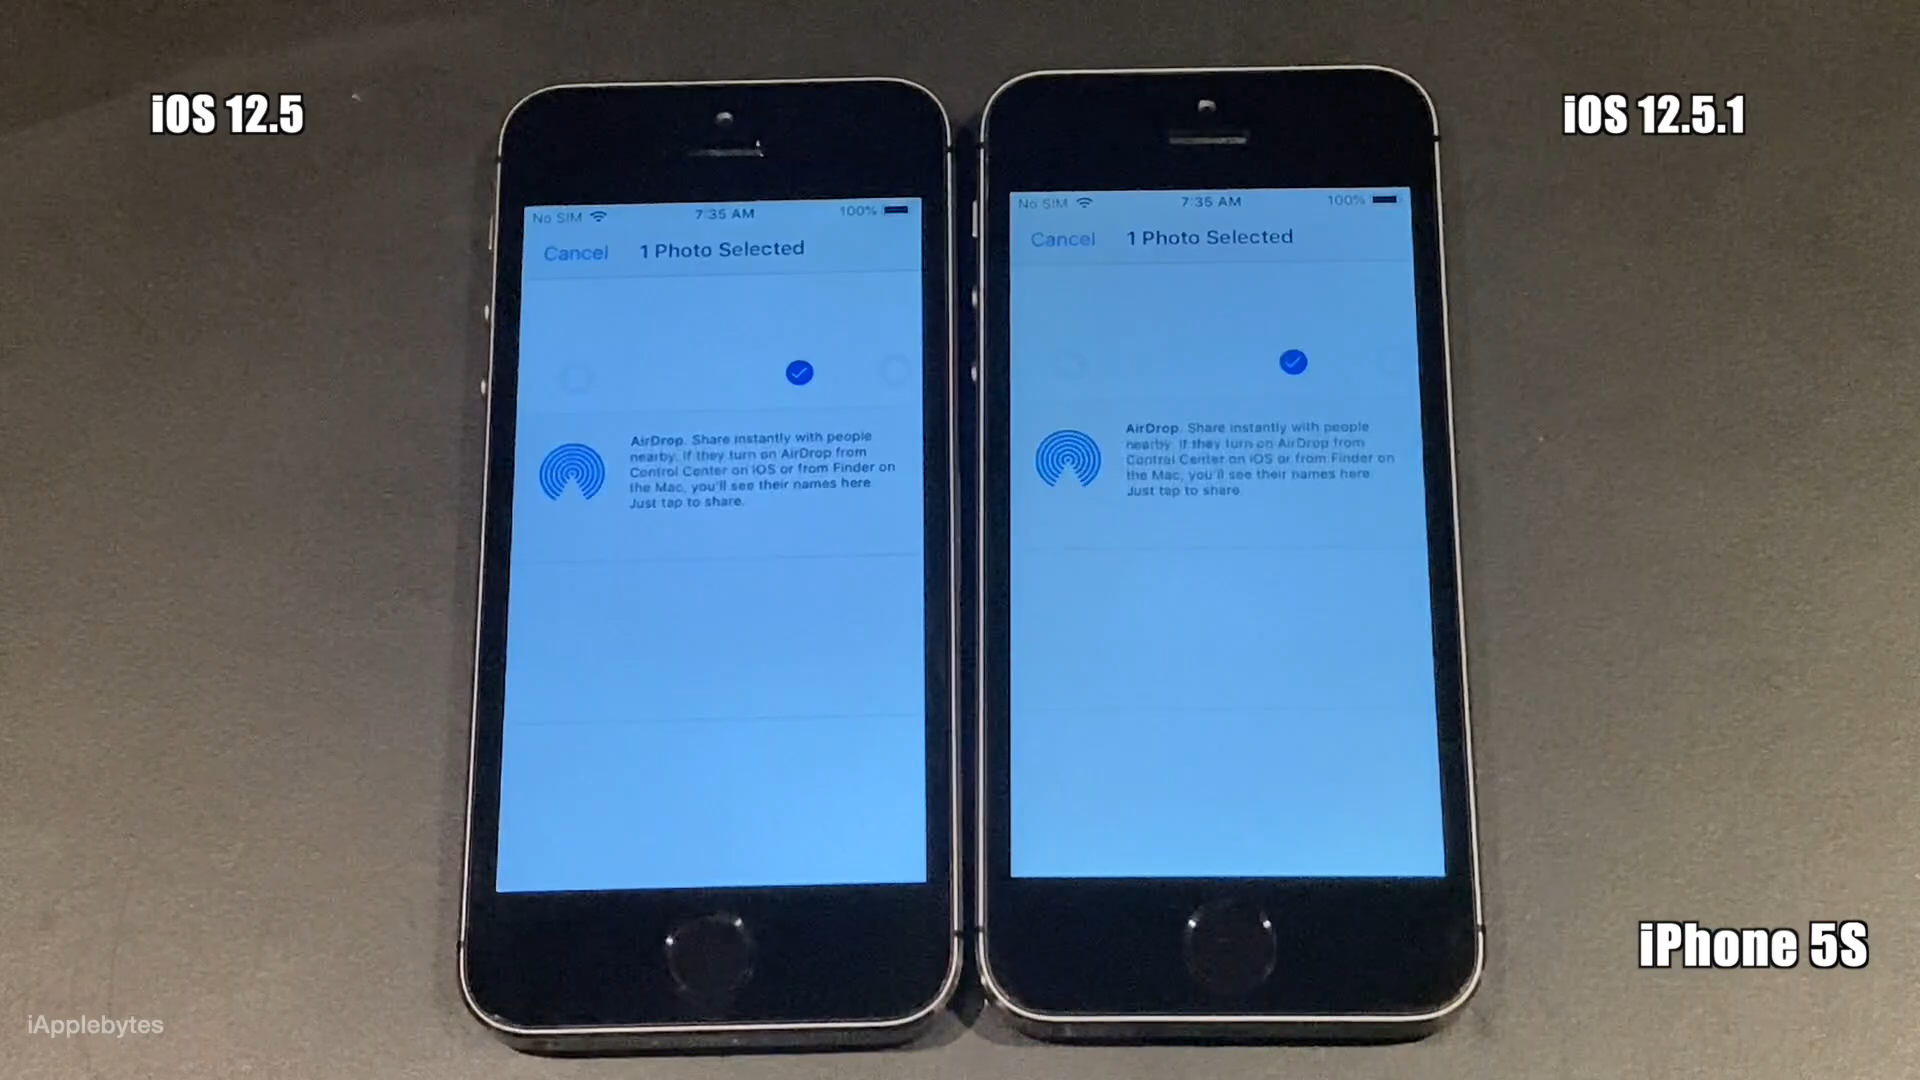 iOS 12.5
iOS 12.5.1
No SIM 7:35 AM 100%
Cancel 1 Photo Selected
AirDrop. Share instantly with people
nearby. If they turn on AirDrop from
Control Center on iOS or from Finder on
the Mac, you'll see their names here.
Just tap to share.
No SIM 7:35 AM 100%
Cancel 1 Photo Selected
AirDrop. Share instantly with people
nearby. If they turn on AirDrop from
Control Center on iOS or from Finder on
the Mac, you'll see their names here.
Just tap to share.
iPhone 5S
iApplebytes